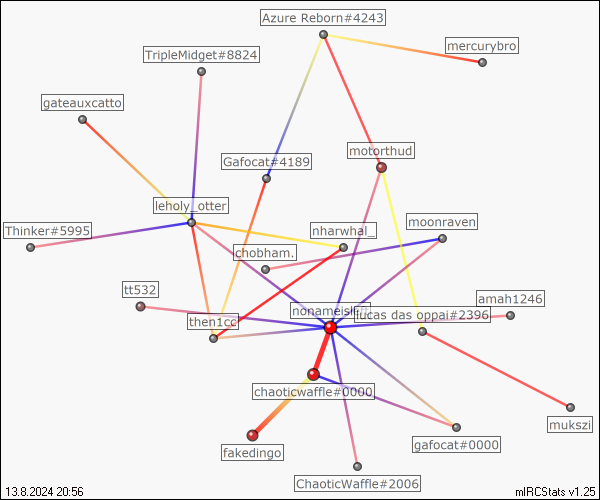 Azure Reborn#4243
mercurybro
TripleMidget#8824
gateauxcatto
motorthud
Gafocat#4189
leholy_otter
moonraven
Thinker#5995
nharwhal_
chobham.
tt532
amah1246
lucas das oppai#2396
then1cc
chaoticwaffle#0000
mukszi
gafocat#0000
fakedingo
ChaoticWaffle#2006
13.8.2024 20:56
mIRCStats v1.25